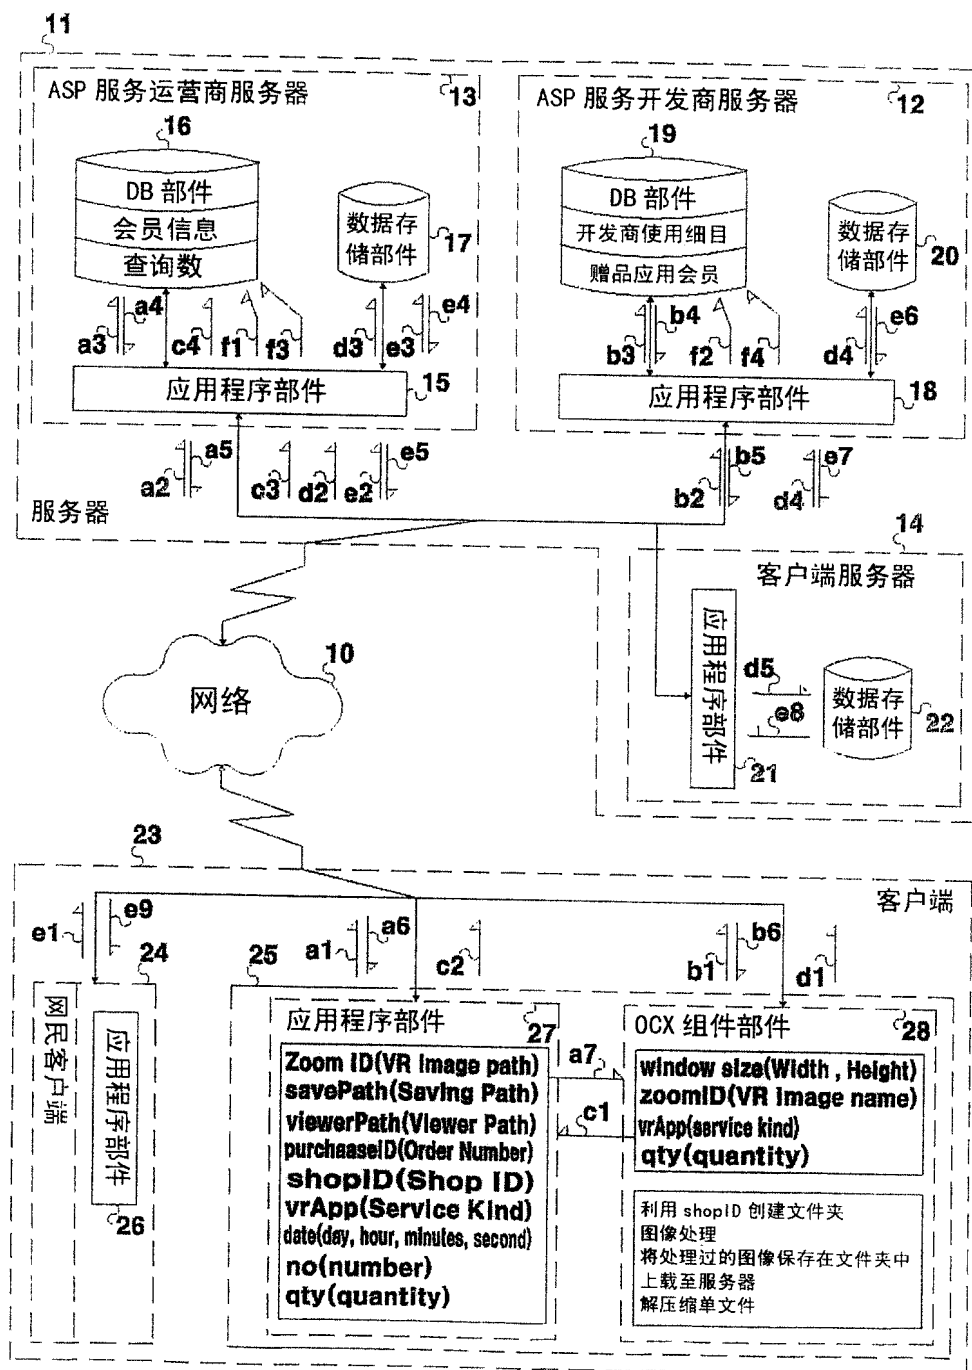 11
ASP 服务运营商服务器
13
16
DB 部件
会员信息
查询数
数据存
储部件
17
a3
a4
c4
f1
f3
d3
e3
e4
应用程序部件
15
ASP 服务开发商服务器
12
19
DB 部件
开发商使用细目
赠品应用会员
数据存
储部件
20
b3
b4
f2
f4
d4
e6
应用程序部件
18
a2
a5
c3
d2
e2
e5
b2
b5
d4
e7
服务器
14
客户端服务器
应用程序部件
21
d5
e8
数据存
储部件
22
网络
10
23
客户端
e1
e9
24
25
a1
a6
c2
b1
b6
d1
网民客户端
应用程序部件
26
应用程序部件
27
Zoom ID(VR Image path)
savePath(Saving Path)
viewerPath(Viewer Path)
purchaaseID(Order Number)
shopID(Shop ID)
vrApp(Service Kind)
date(day, hour, minutes, second)
no(number)
qty(quantity)
a7
c1
OCX 组件部件
28
window size(Width , Height)
zoomID(VR Image name)
vrApp(service kind)
qty(quantity)
利用 shopID 创建文件夹
图像处理
将处理过的图像保存在文件夹中
上载至服务器
解压缩单文件